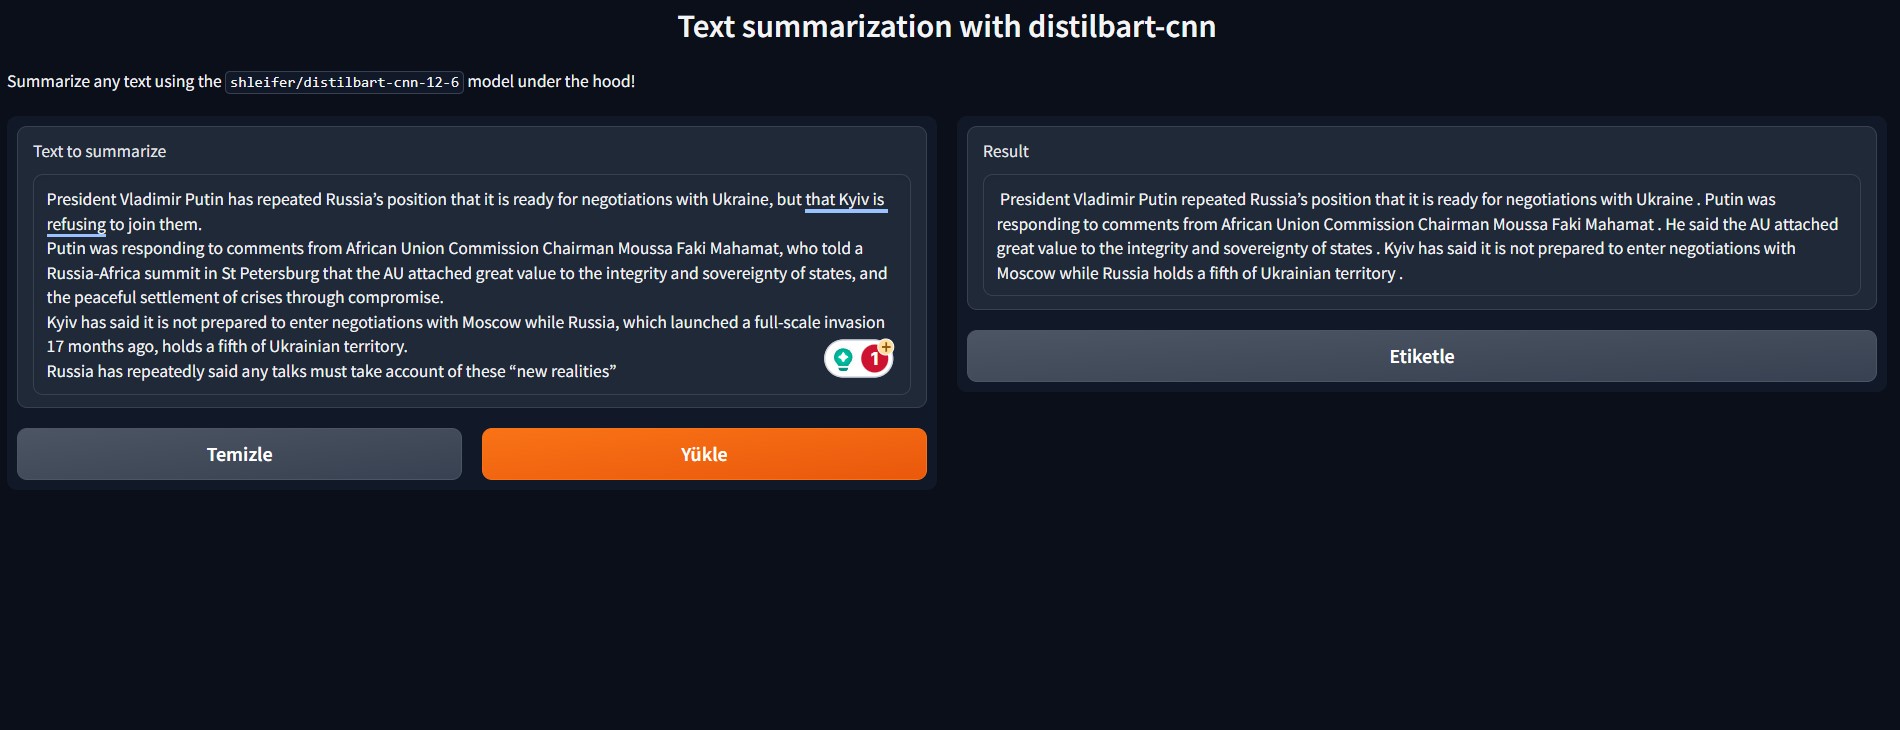 Text summarization with distilbart-cnn
Summarize any text using the shleifer/distilbart-cnn-12-6 model under the hood!
Text to summarize
President Vladimir Putin has repeated Russia’s position that it is ready for negotiations with Ukraine, but that Kyiv is
refusing to join them.
Putin was responding to comments from African Union Commission Chairman Moussa Faki Mahamat, who told a
Russia-Africa summit in St Petersburg that the AU attached great value to the integrity and sovereignty of states, and
the peaceful settlement of crises through compromise.
Kyiv has said it is not prepared to enter negotiations with Moscow while Russia, which launched a full-scale invasion
17 months ago, holds a fifth of Ukrainian territory.
Russia has repeatedly said any talks must take account of these “new realities”
1
+
Temizle
Yükle
Result
President Vladimir Putin repeated Russia’s position that it is ready for negotiations with Ukraine . Putin was
responding to comments from African Union Commission Chairman Moussa Faki Mahamat . He said the AU attached
great value to the integrity and sovereignty of states . Kyiv has said it is not prepared to enter negotiations with
Moscow while Russia holds a fifth of Ukrainian territory .
Etiketle